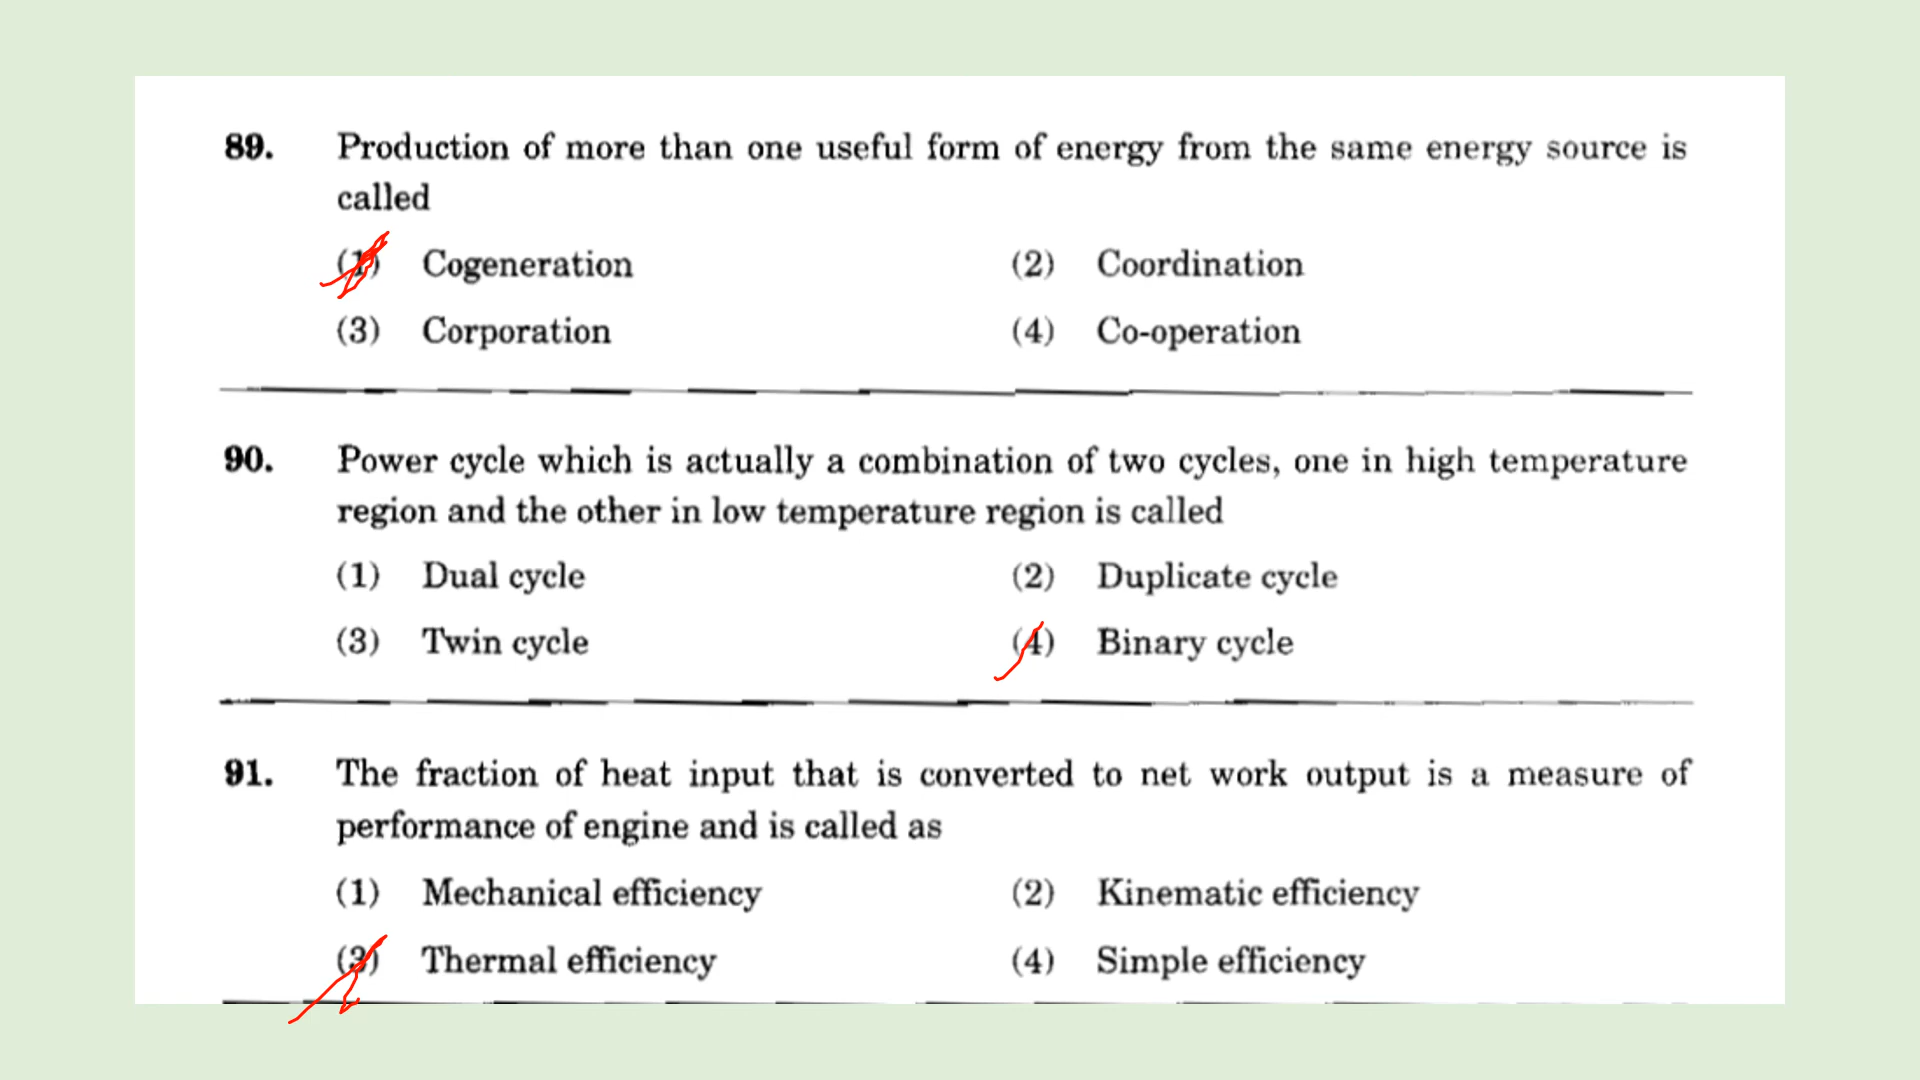 89. Production of more than one useful form of energy from the same energy source is
called
(1) Cogeneration (2) Coordination
(3) Corporation (4) Co-operation
90. Power cycle which is actually a combination of two cycles, one in high temperature
region and the other in low temperature region is called
(1) Dual cycle (2) Duplicate cycle
(3) Twin cycle (4) Binary cycle
91. The fraction of heat input that is converted to net work output is a measure of
performance of engine and is called as
(1) Mechanical efficiency (2) Kinematic efficiency
(3) Thermal efficiency (4) Simple efficiency